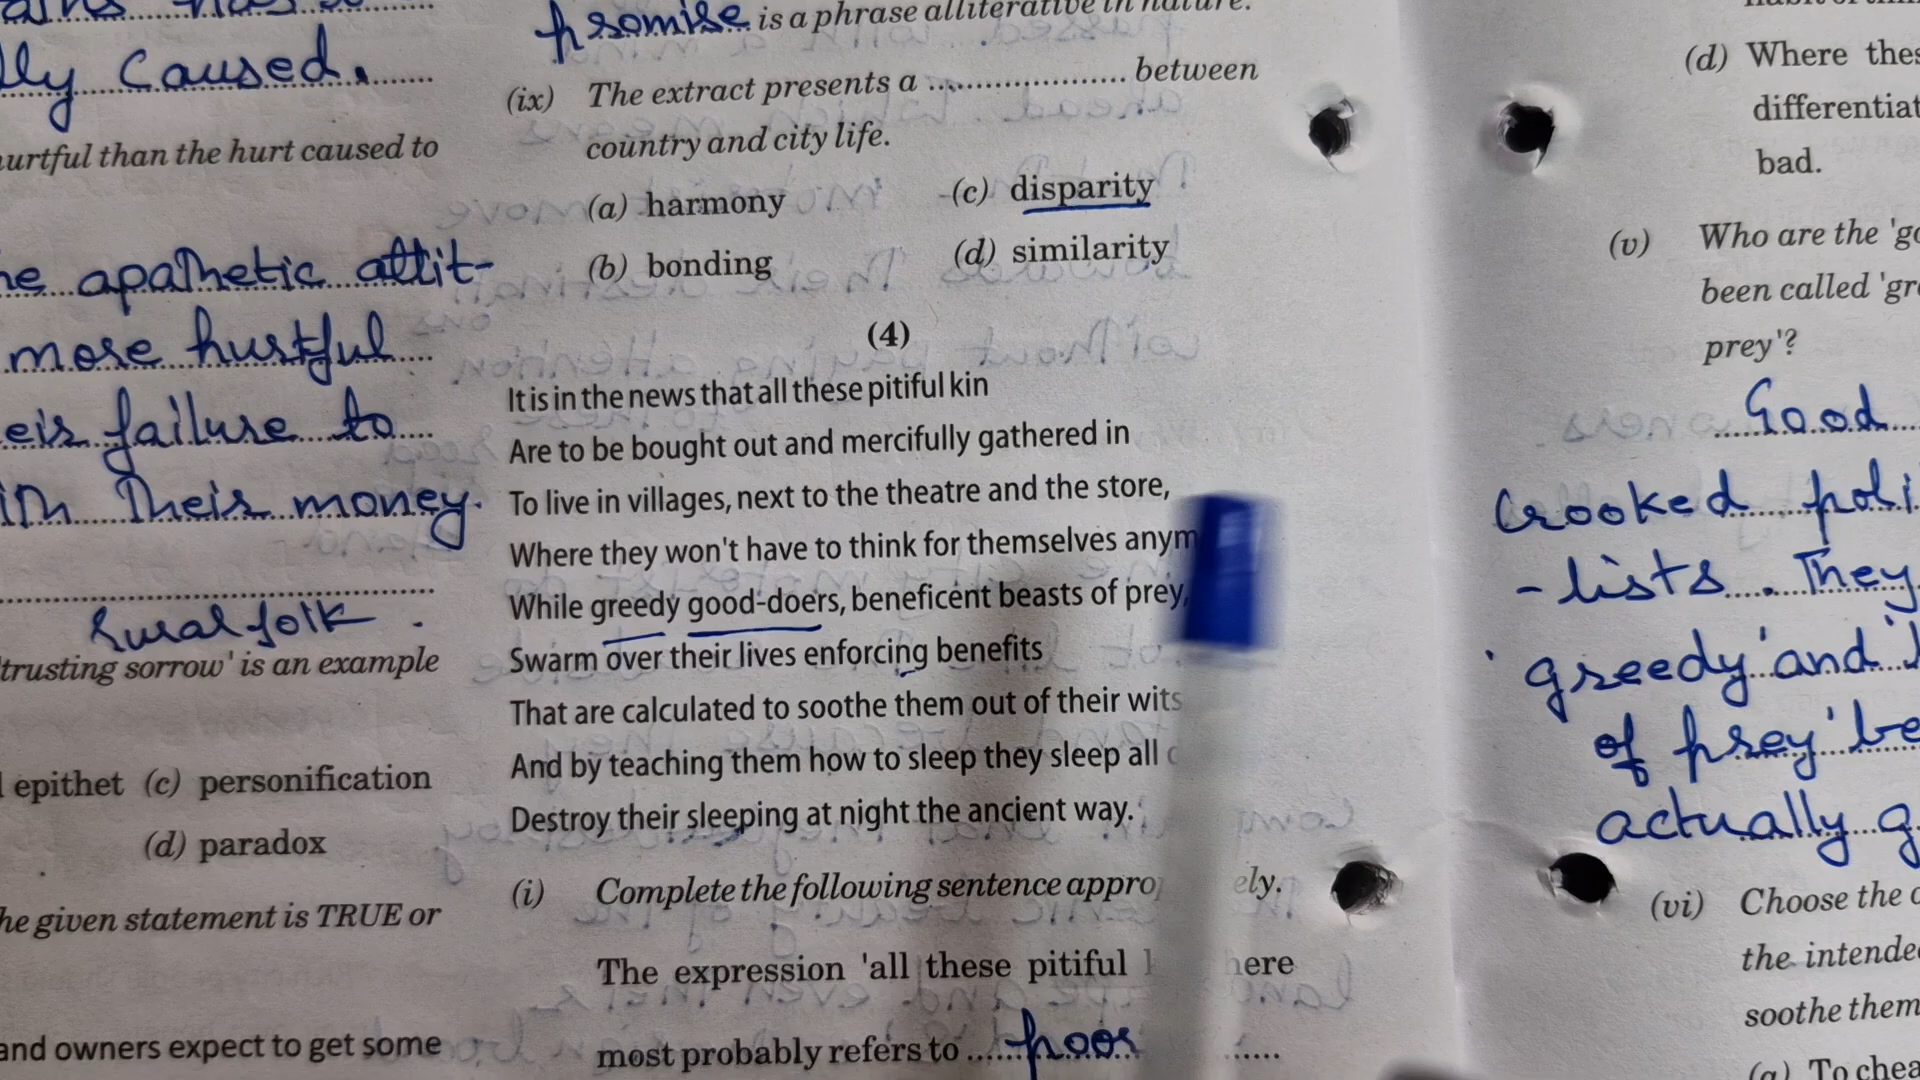 lly caused.
urtful than the hurt caused to
apathetic attit-
more hurtful
failure to
Their money.
Rural folk.
trusting sorrow' is an example
epithet (c) personification
(d) paradox
he given statement is TRUE or
and owners expect to get some
promise is a phrase alliterative in nature.
(ix) The extract presents a .................... between
country and city life.
(a) harmony (c) disparity
(b) bonding (d) similarity
(4)
It is in the news that all these pitiful kin
Are to be bought out and mercifully gathered in
To live in villages, next to the theatre and the store,
Where they won't have to think for themselves anym
While greedy good-doers, beneficent beasts of prey,
Swarm over their lives enforcing benefits
That are calculated to soothe them out of their wits
And by teaching them how to sleep they sleep all
Destroy their sleeping at night the ancient way.
(i) Complete the following sentence appro ely.
The expression 'all these pitiful here
most probably refers to ......poor......
(d) Where thes
differentiat
bad.
(v) Who are the 'go
been called 'gre
prey'?
Good
crooked poli
-lists. They
'greedy' and
of prey' be
actually g
(vi) Choose the o
the intende
soothe them
(a) To chea